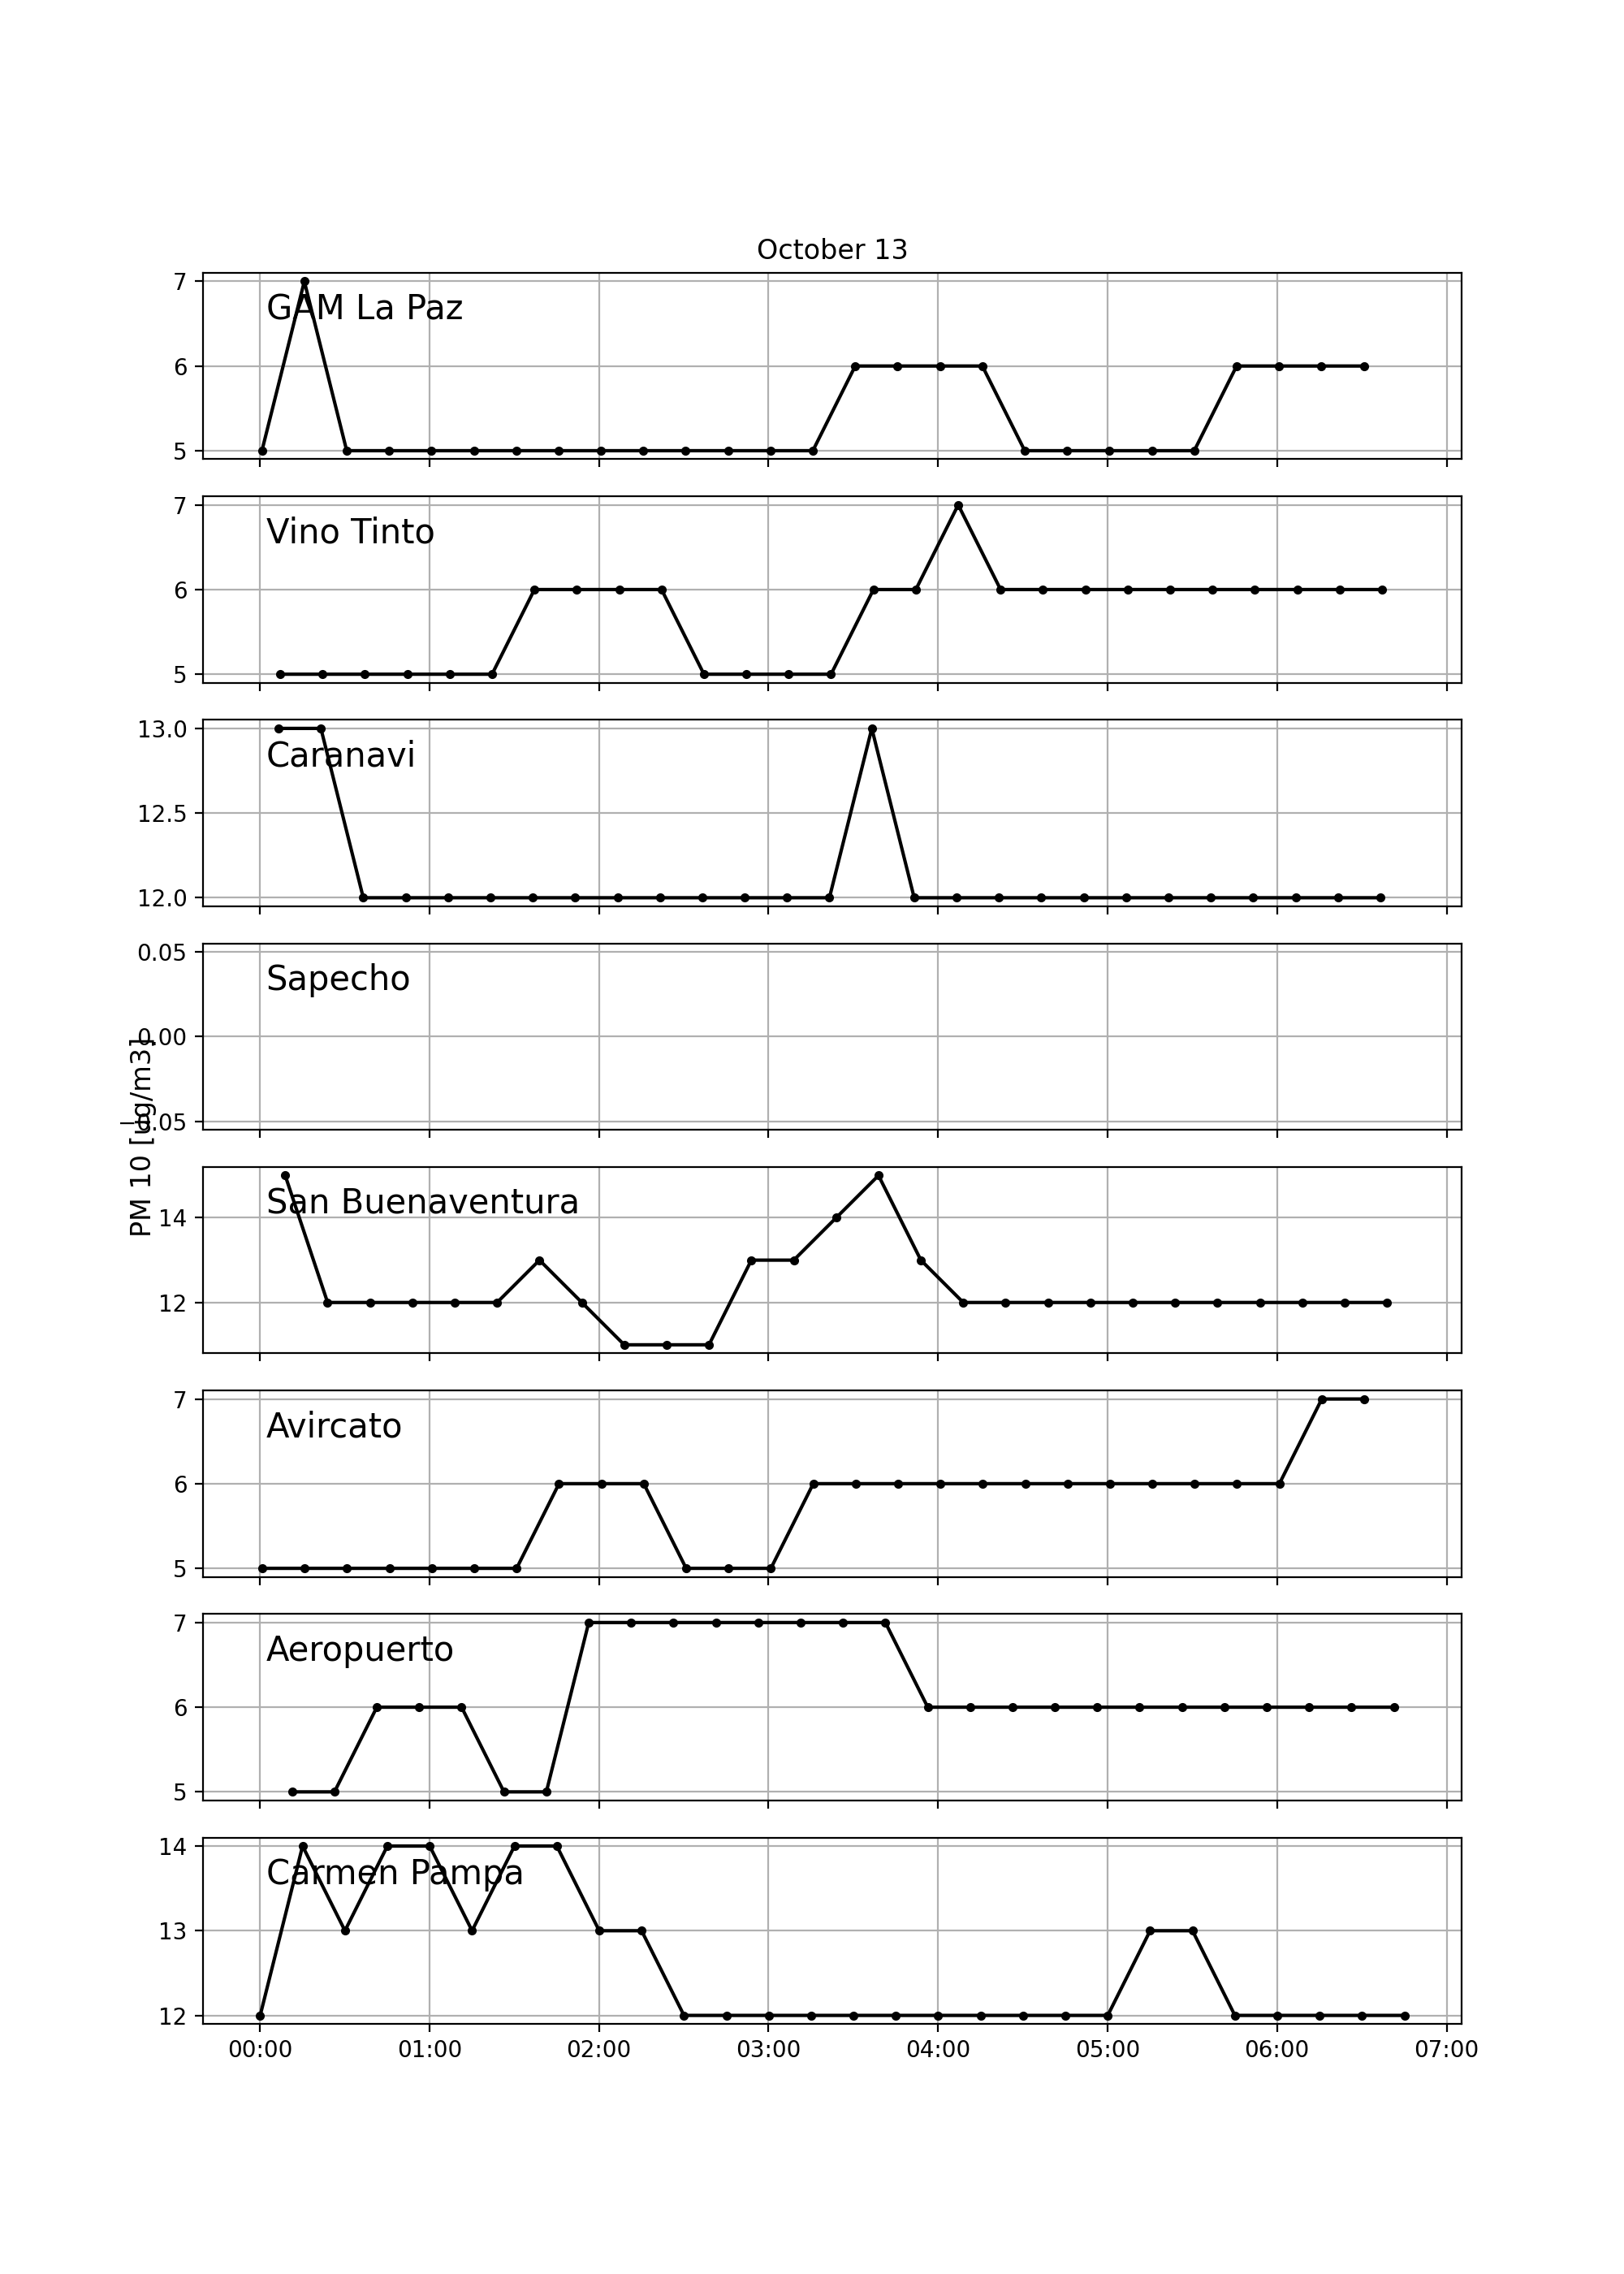 October 13
7
GAM La Paz
6
5
7
Vino Tinto
6
5
13.0
Caranavi
12.5
12.0
0.05
Sapecho
0.00
−0.05
PM 10 [ug/m3]
San Buenaventura
14
12
7
Avircato
6
5
7
Aeropuerto
6
5
14
Carmen Pampa
13
12
00:00 01:00 02:00 03:00 04:00 05:00 06:00 07:00